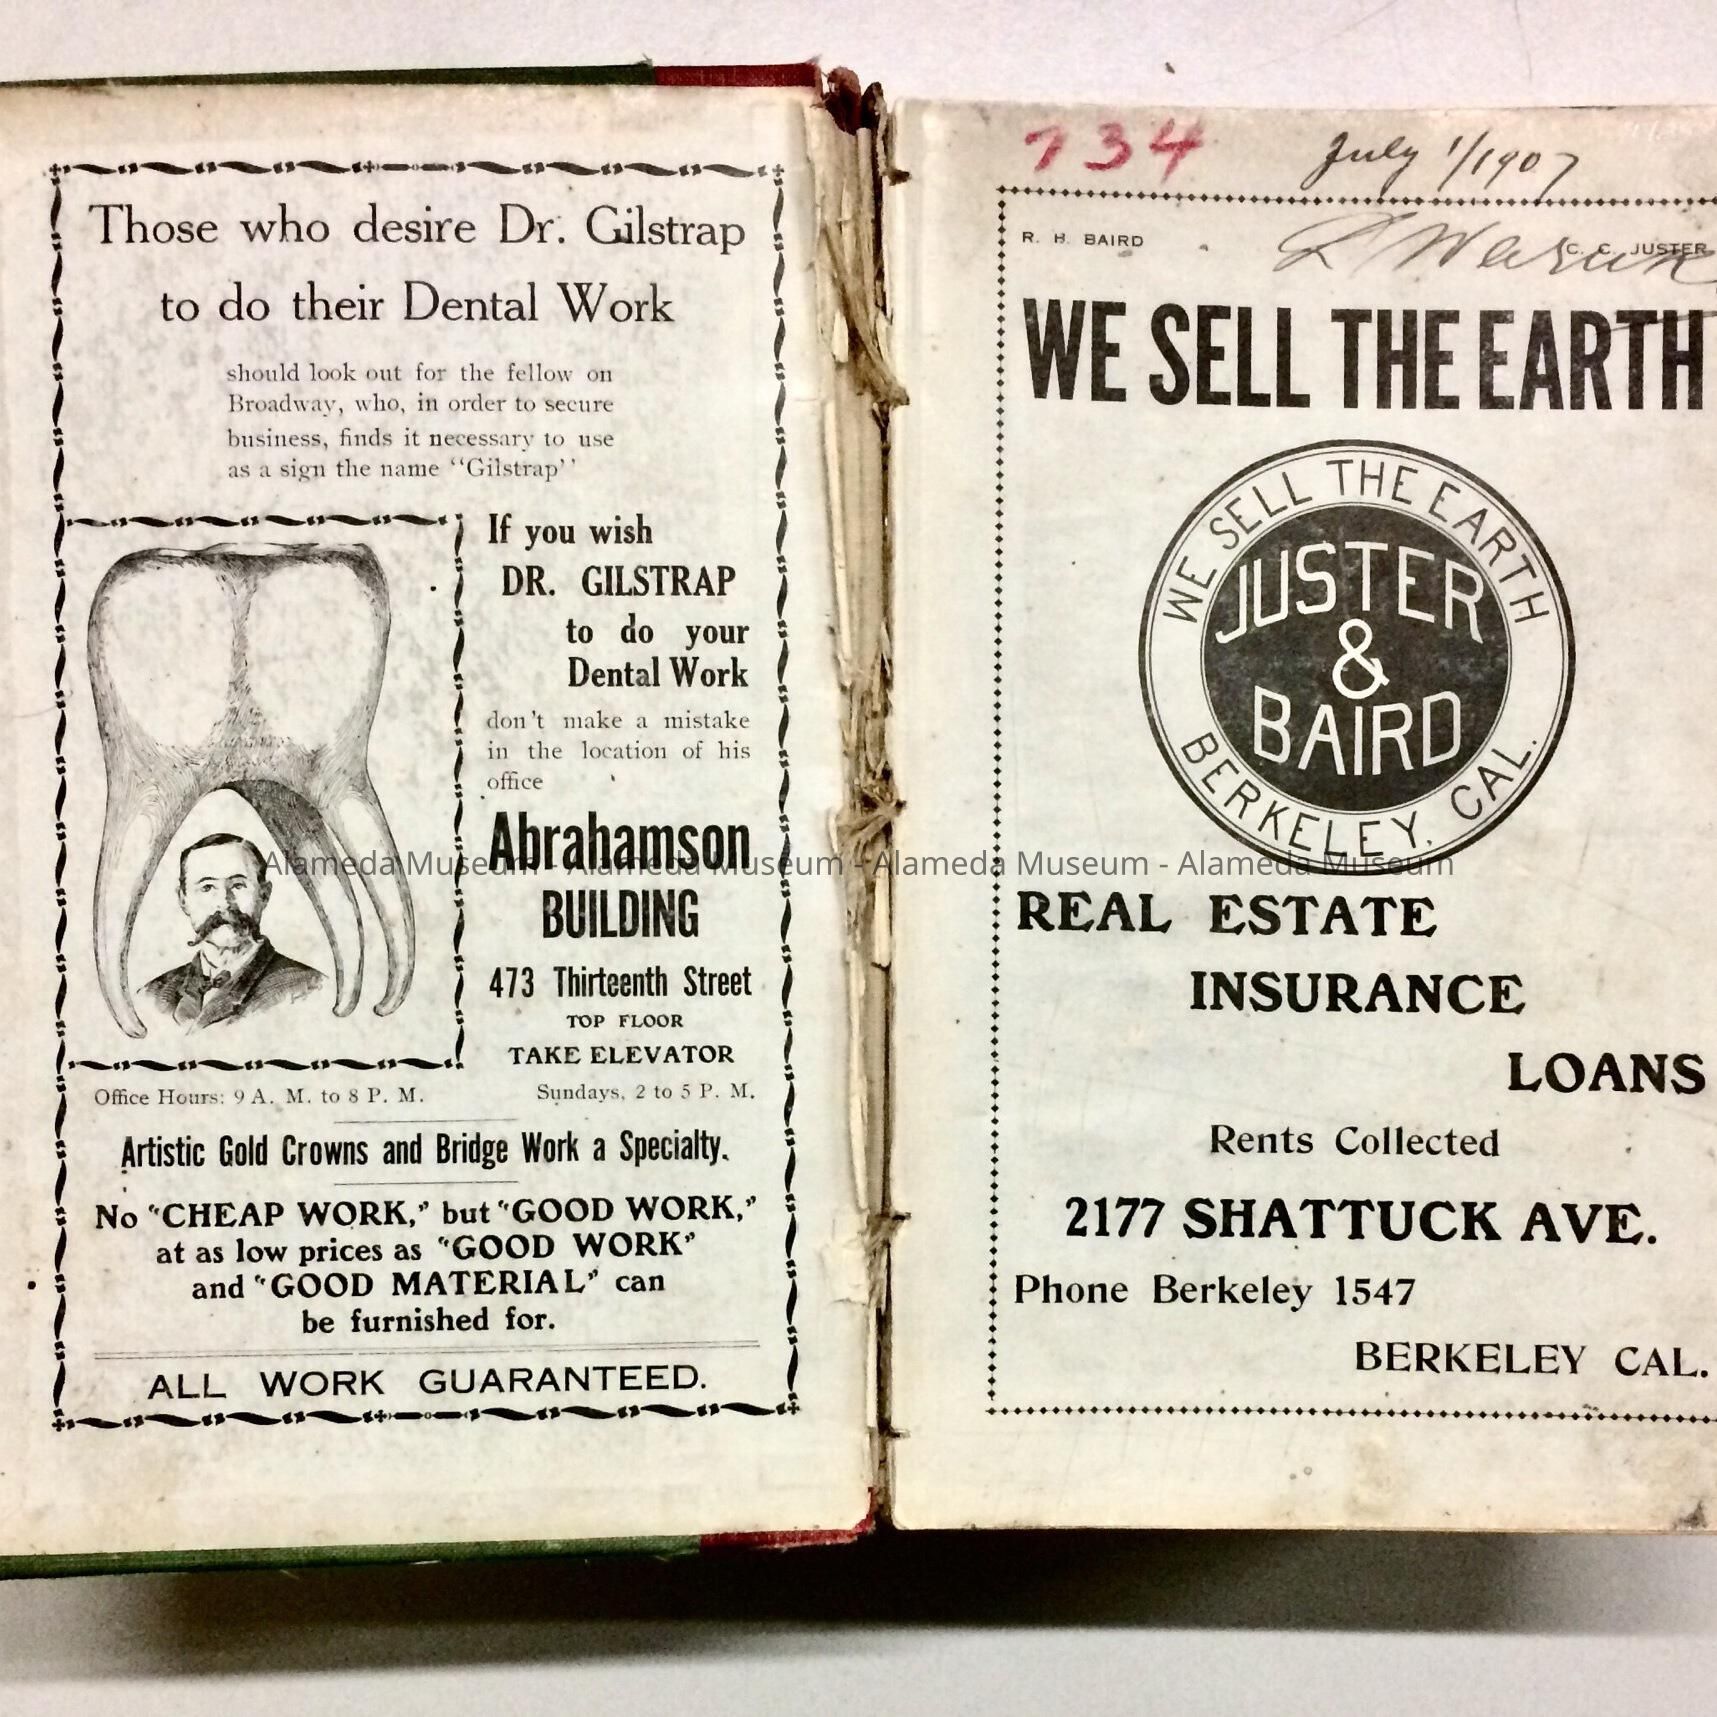 Those who desire Dr. Gilstrap
to do their Dental Work
should look out for the fellow on
Broadway, who, in order to secure
business, finds it necessary to use
as a sign the name "Gilstrap"
If you wish
DR. GILSTRAP
to do your
Dental Work
don't make a mistake
in the location of his
office
Abrahamson
BUILDING
473 Thirteenth Street
TOP FLOOR
TAKE ELEVATOR
Office Hours: 9 A. M. to 8 P. M. Sundays, 2 to 5 P. M.
Artistic Gold Crowns and Bridge Work a Specialty.
No "CHEAP WORK," but "GOOD WORK,"
at as low prices as "GOOD WORK"
and "GOOD MATERIAL" can
be furnished for.
ALL WORK GUARANTEED.
734 July 1/1907
R. H. BAIRD C. C. JUSTER
WE SELL THE EARTH
WE SELL THE EARTH
JUSTER
&
BAIRD
BERKELEY, CAL.
REAL ESTATE
INSURANCE
LOANS
Rents Collected
2177 SHATTUCK AVE.
Phone Berkeley 1547
BERKELEY CAL.
Alameda Museum - Alameda Museum - Alameda Museum - Alameda Museum